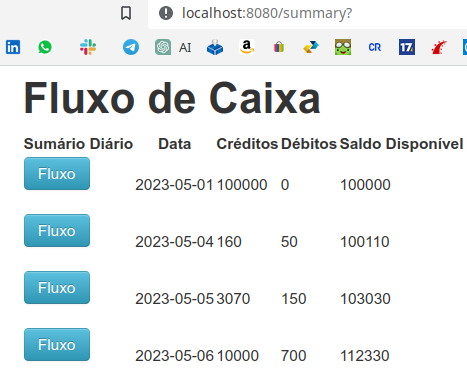 localhost:8080/summary?
AI CR 17
Fluxo de Caixa
Sumário Diário Data Créditos Débitos Saldo Disponível
Fluxo 2023-05-01 100000 0 100000
Fluxo 2023-05-04 160 50 100110
Fluxo 2023-05-05 3070 150 103030
Fluxo 2023-05-06 10000 700 112330